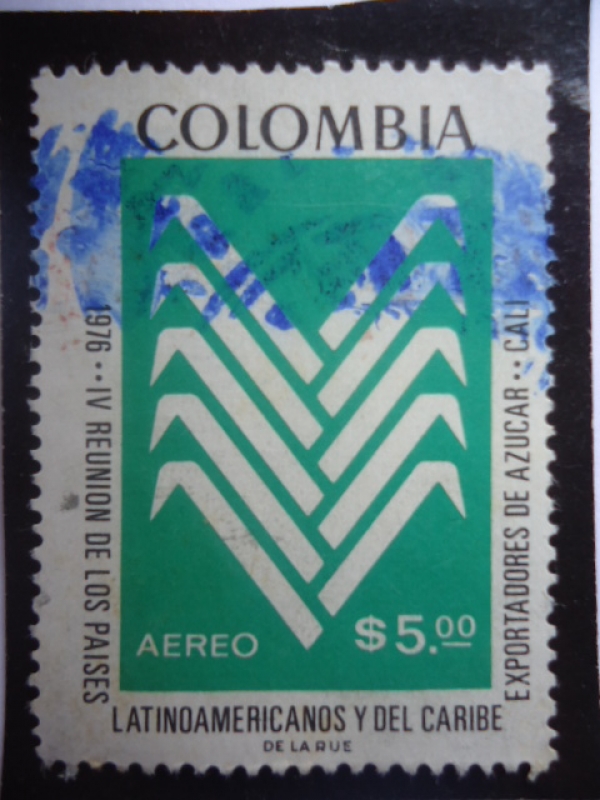 COLOMBIA
1976 •• IV REUNION DE LOS PAISES
LATINOAMERICANOS Y DEL CARIBE
EXPORTADORES DE AZUCAR •• CALI
AEREO
$5.00
DE LA RUE